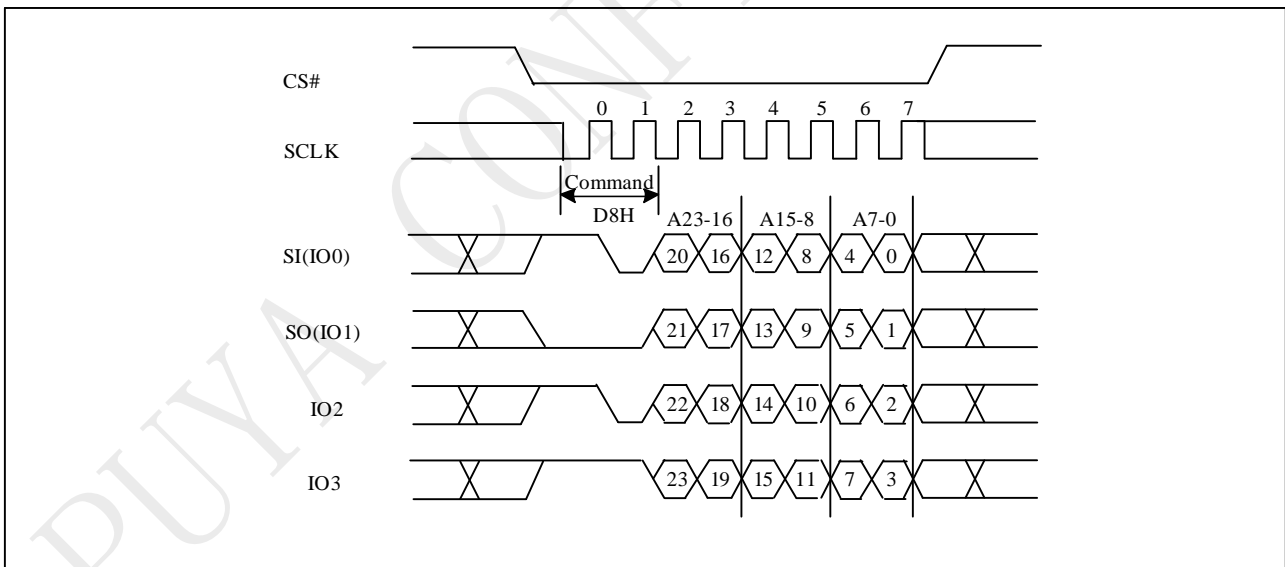 CS#
0 1 2 3 4 5 6 7
SCLK
Command
D8H A23-16 A15-8 A7-0
SI(IO0) 20 16 12 8 4 0
SO(IO1) 21 17 13 9 5 1
IO2 22 18 14 10 6 2
IO3 23 19 15 11 7 3
PUYA CONF